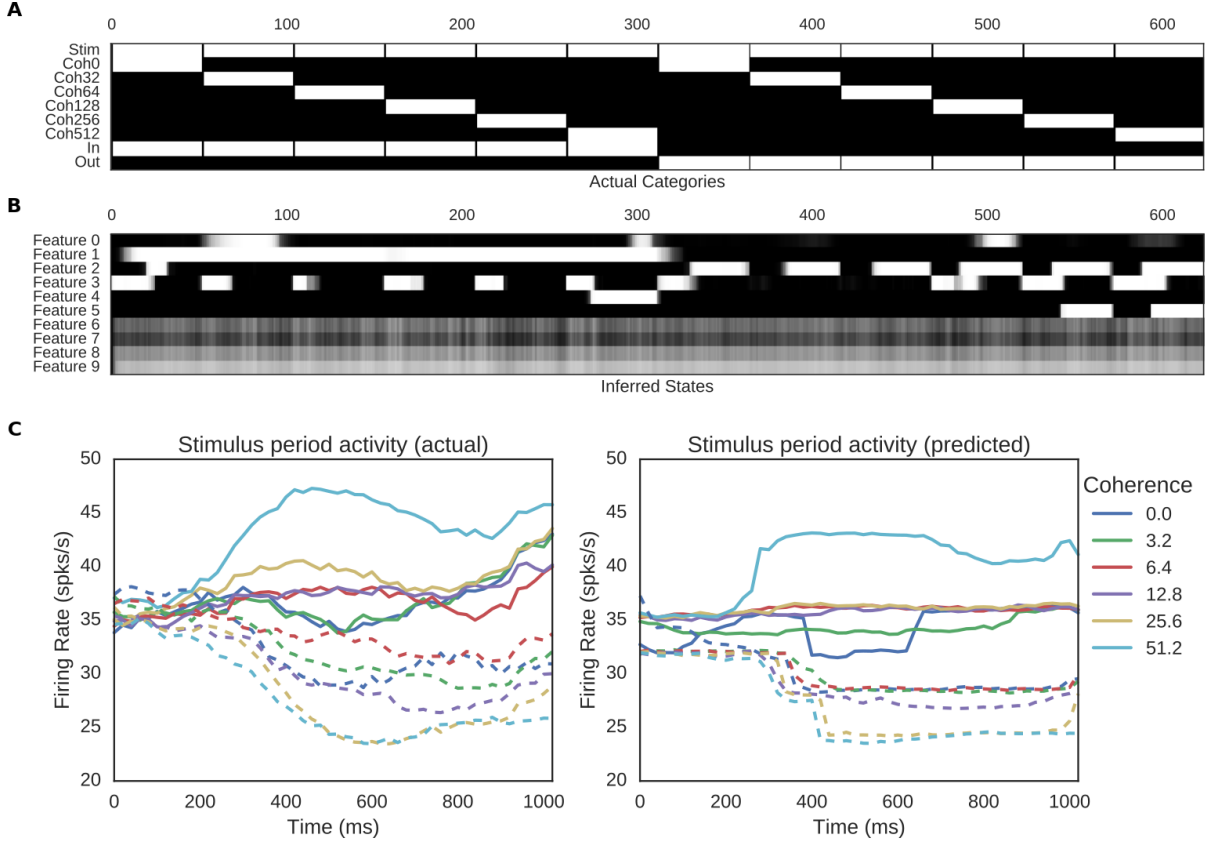 A
0 100 200 300 400 500 600
Stim
Coh0
Coh32
Coh64
Coh128
Coh256
Coh512
In
Out
Actual Categories
B
0 100 200 300 400 500 600
Feature 0
Feature 1
Feature 2
Feature 3
Feature 4
Feature 5
Feature 6
Feature 7
Feature 8
Feature 9
Inferred States
C
Stimulus period activity (actual)
50
45
40
35
30
25
20
Firing Rate (spks/s)
0 200 400 600 800 1000
Time (ms)
Stimulus period activity (predicted)
50
45
40
35
30
25
20
Firing Rate (spks/s)
0 200 400 600 800 1000
Time (ms)
Coherence
0.0
3.2
6.4
12.8
25.6
51.2